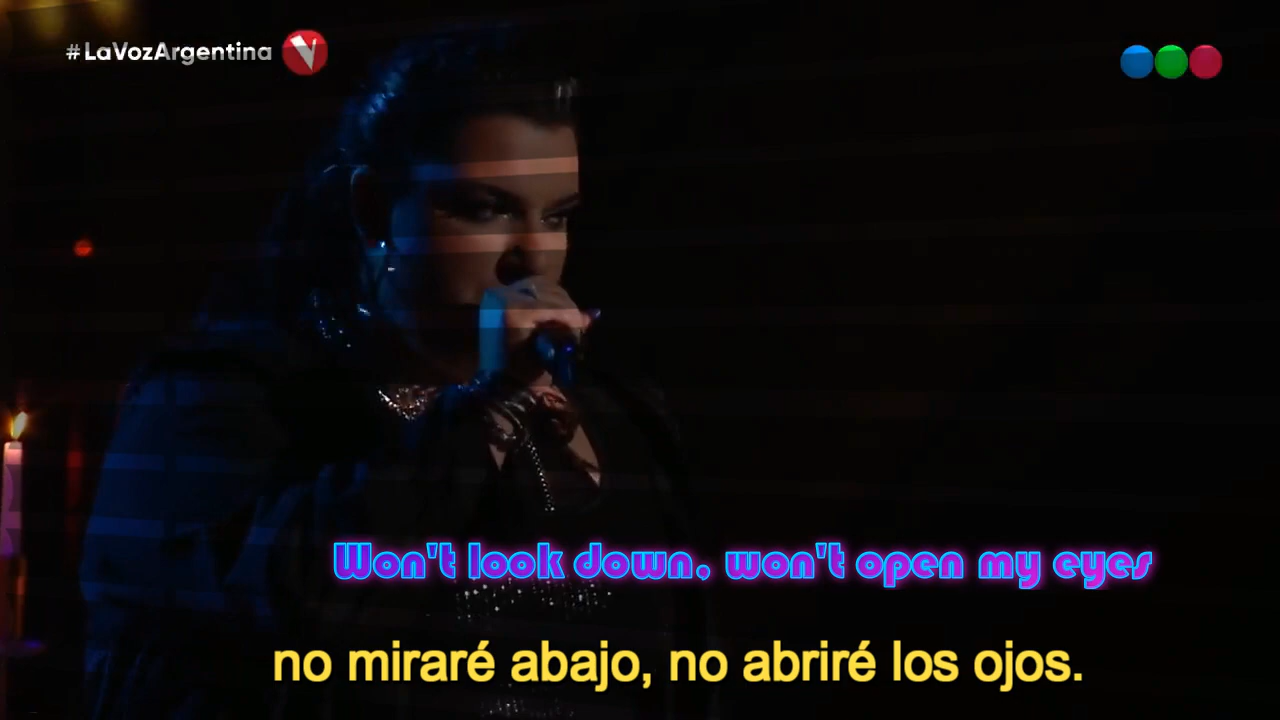 #LaVozArgentina
Won't look down, won't open my eyes
no miraré abajo, no abriré los ojos.